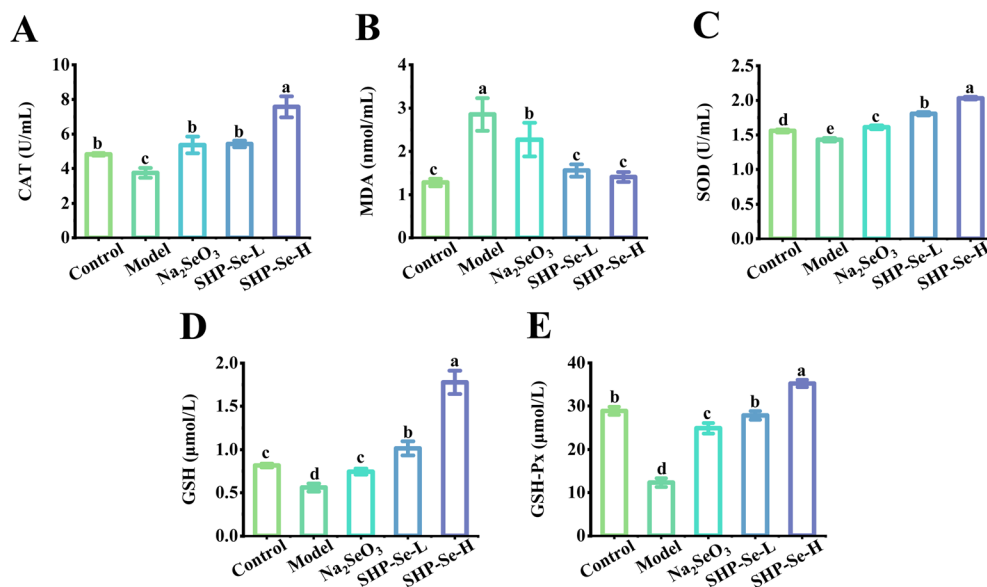 A
CAT (U/mL)
10
8
6
4
2
0
b
c
b
b
a
Control
Model
Na₂SeO₃
SHP-Se-L
SHP-Se-H
B
MDA (nmol/mL)
4
3
2
1
0
c
a
b
c
c
Control
Model
Na₂SeO₃
SHP-Se-L
SHP-Se-H
C
SOD (U/mL)
2.5
2.0
1.5
1.0
0.5
0.0
d
e
c
b
a
Control
Model
Na₂SeO₃
SHP-Se-L
SHP-Se-H
D
GSH (μmol/L)
2.0
1.5
1.0
0.5
0.0
c
d
c
b
a
Control
Model
Na₂SeO₃
SHP-Se-L
SHP-Se-H
E
GSH-Px (μmol/L)
40
30
20
10
0
b
d
c
b
a
Control
Model
Na₂SeO₃
SHP-Se-L
SHP-Se-H